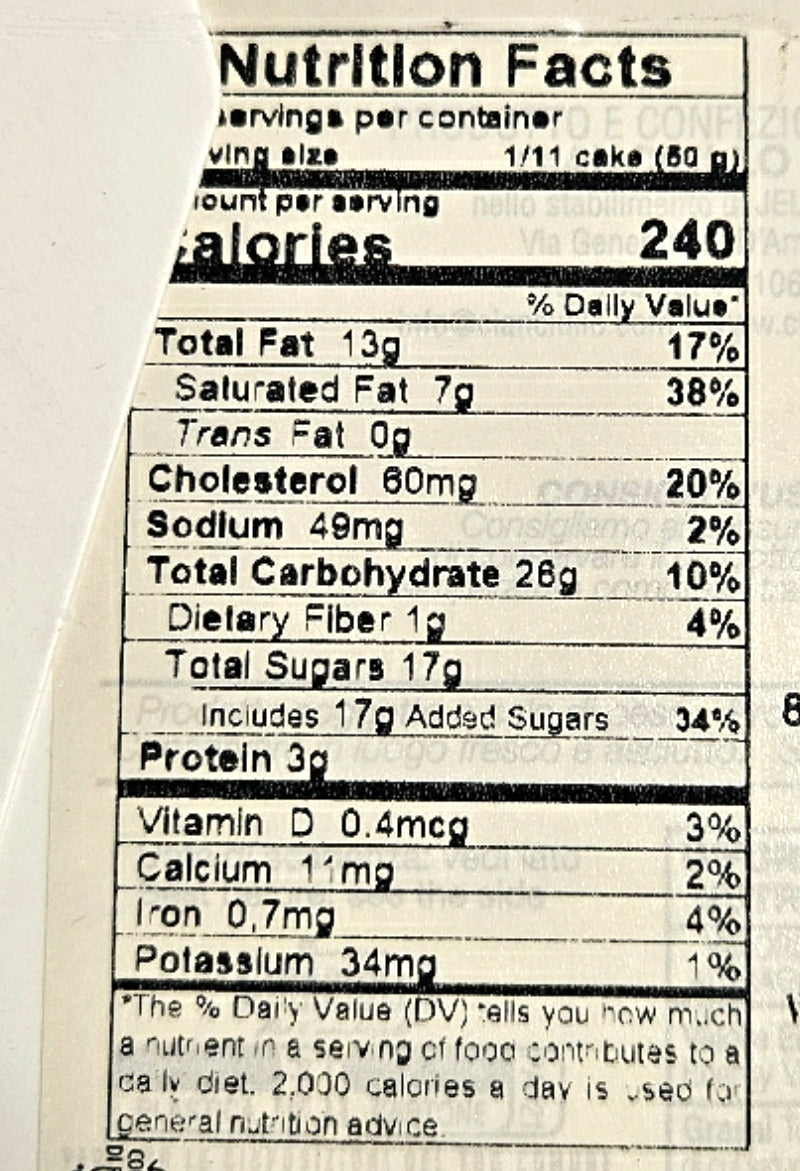 Nutrition Facts
servings per container
ving size 1/11 cake (50 g)
ount per serving
alories 240
% Daily Value*
Total Fat 13g 17%
Saturated Fat 7g 38%
Trans Fat 0g
Cholesterol 60mg 20%
Sodium 49mg 2%
Total Carbohydrate 26g 10%
Dietary Fiber 1g 4%
Total Sugars 17g
Includes 17g Added Sugars 34%
8
Protein 3g
Vitamin D 0.4mcg 3%
Calcium 11mg 2%
Iron 0,7mg 4%
Potassium 34mg 1%
*The % Daily Value (DV) tells you how much
a nutrient in a serving of food contributes to a
daily diet. 2,000 calories a day is used for
general nutrition advice.